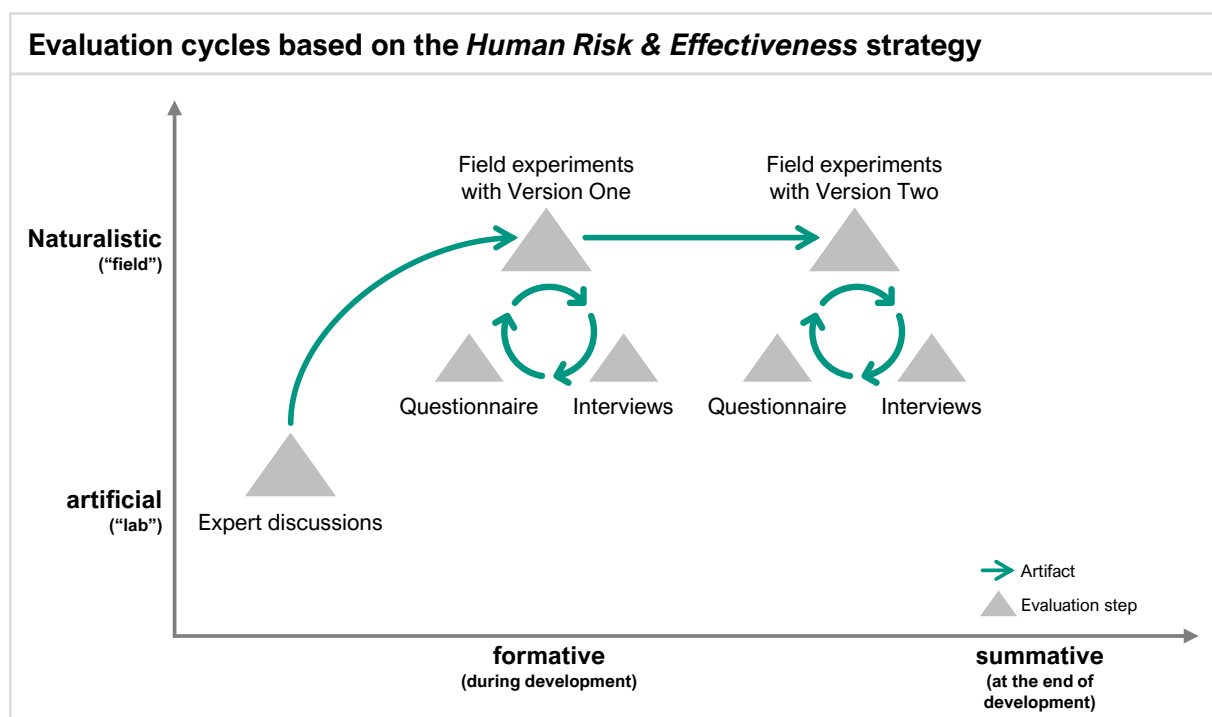 Evaluation cycles based on the Human Risk & Effectiveness strategy
Field experiments
with Version One
Field experiments
with Version Two
Naturalistic
(“field”)
Questionnaire
Interviews
Questionnaire
Interviews
artificial
(“lab”)
Expert discussions
Artifact
Evaluation step
formative
(during development)
summative
(at the end of
development)